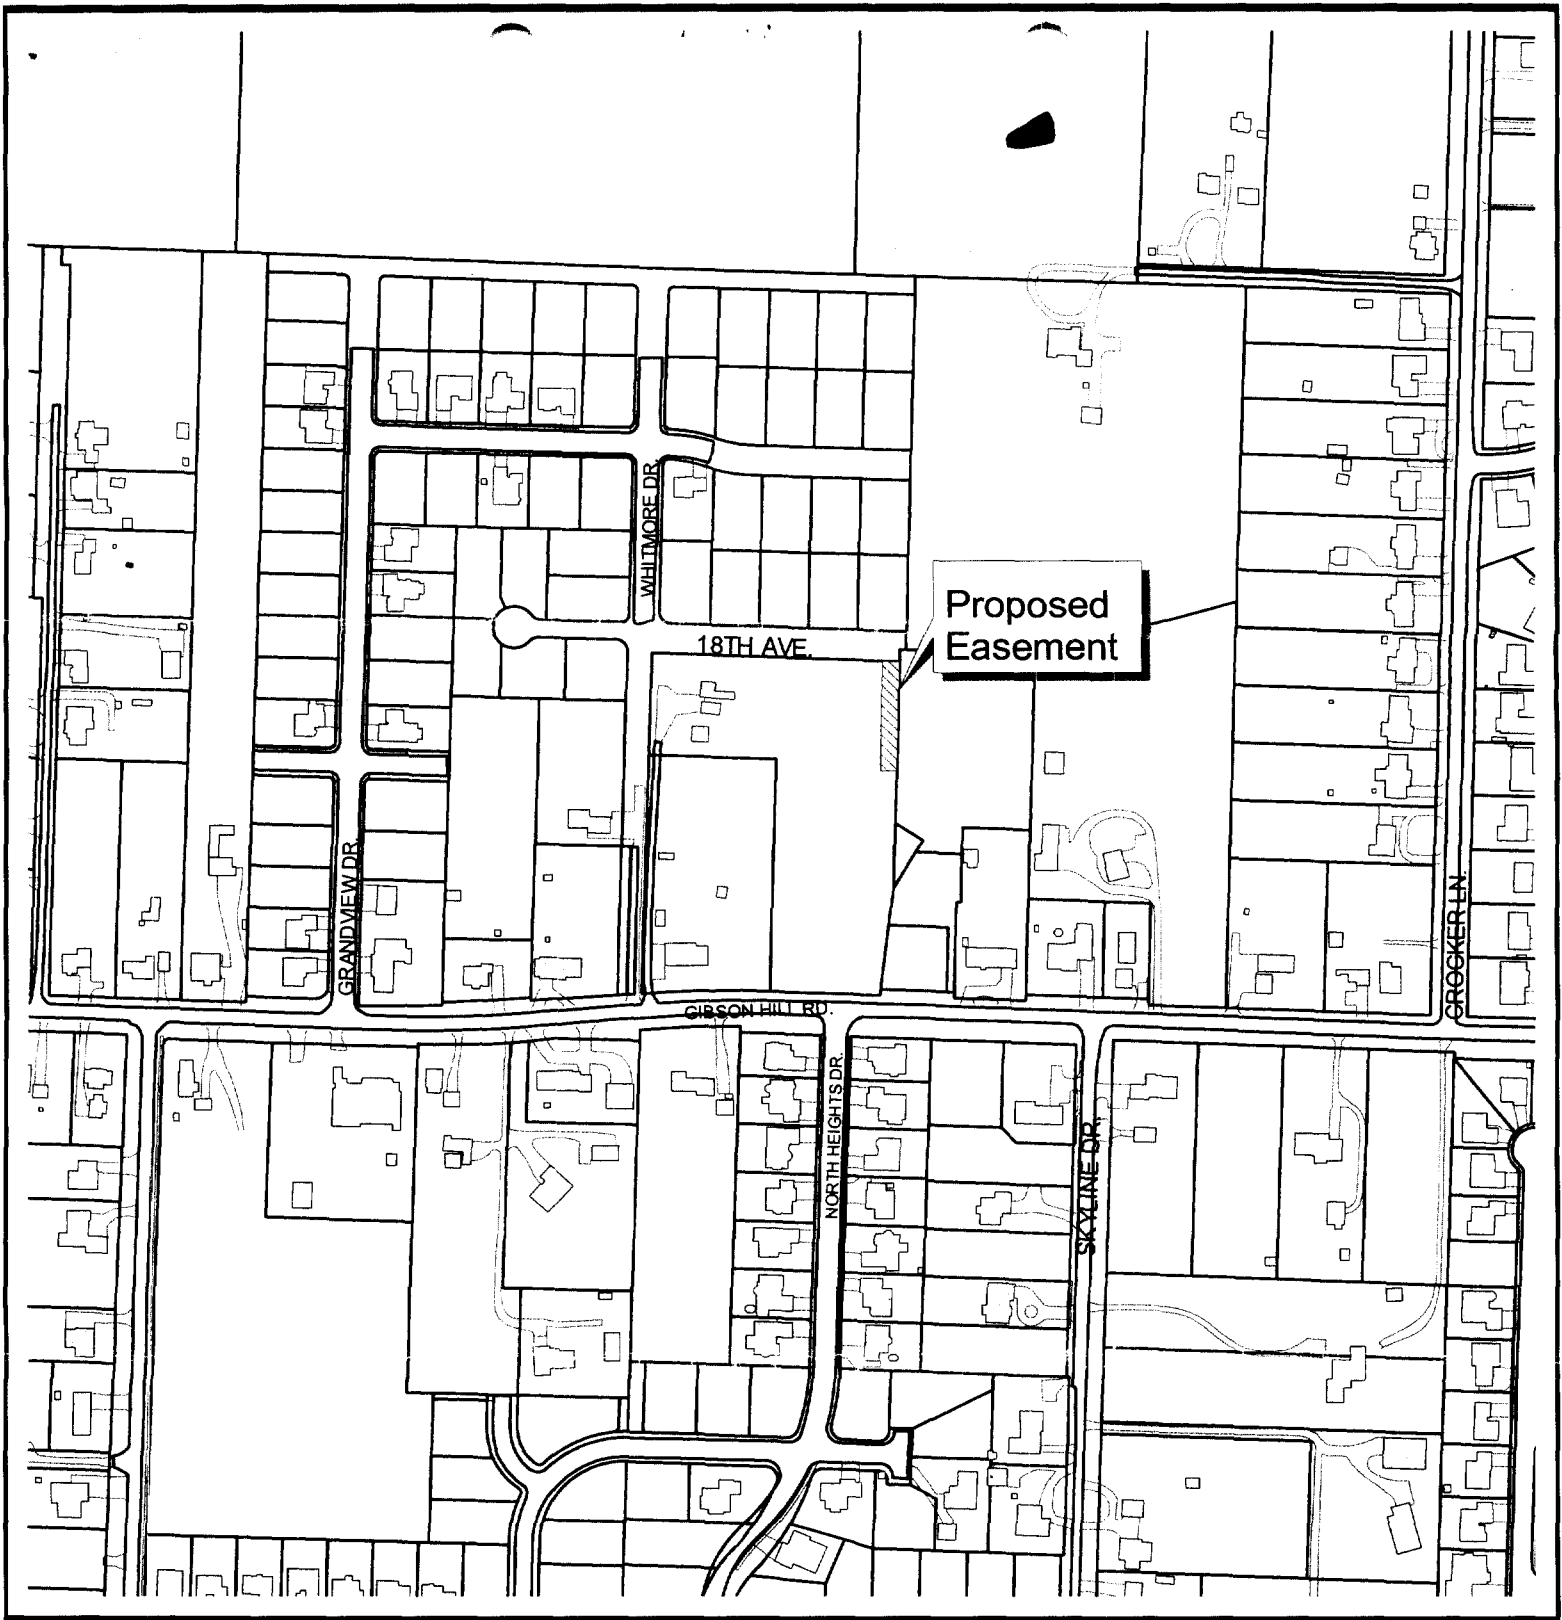 WHITMORE DR.
Proposed
Easement
18TH AVE.
GRANDVIEW DR.
CROCKER LN.
GIBSON HILL RD.
NORTH HEIGHTS DR.
SKYLINE DR.